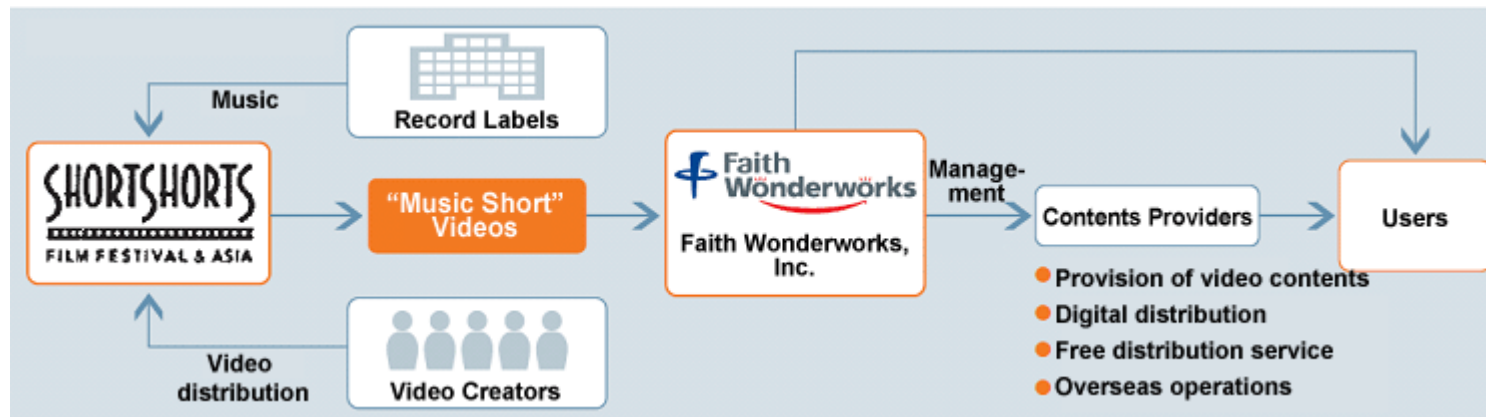 Music
Record Labels
SHORTSHORTS
FILM FESTIVAL & ASIA
“Music Short”
Videos
Faith
Wonderworks
Faith Wonderworks,
Inc.
Manage-
ment
Contents Providers
Users
Provision of video contents
Digital distribution
Free distribution service
Overseas operations
Video
distribution
Video Creators